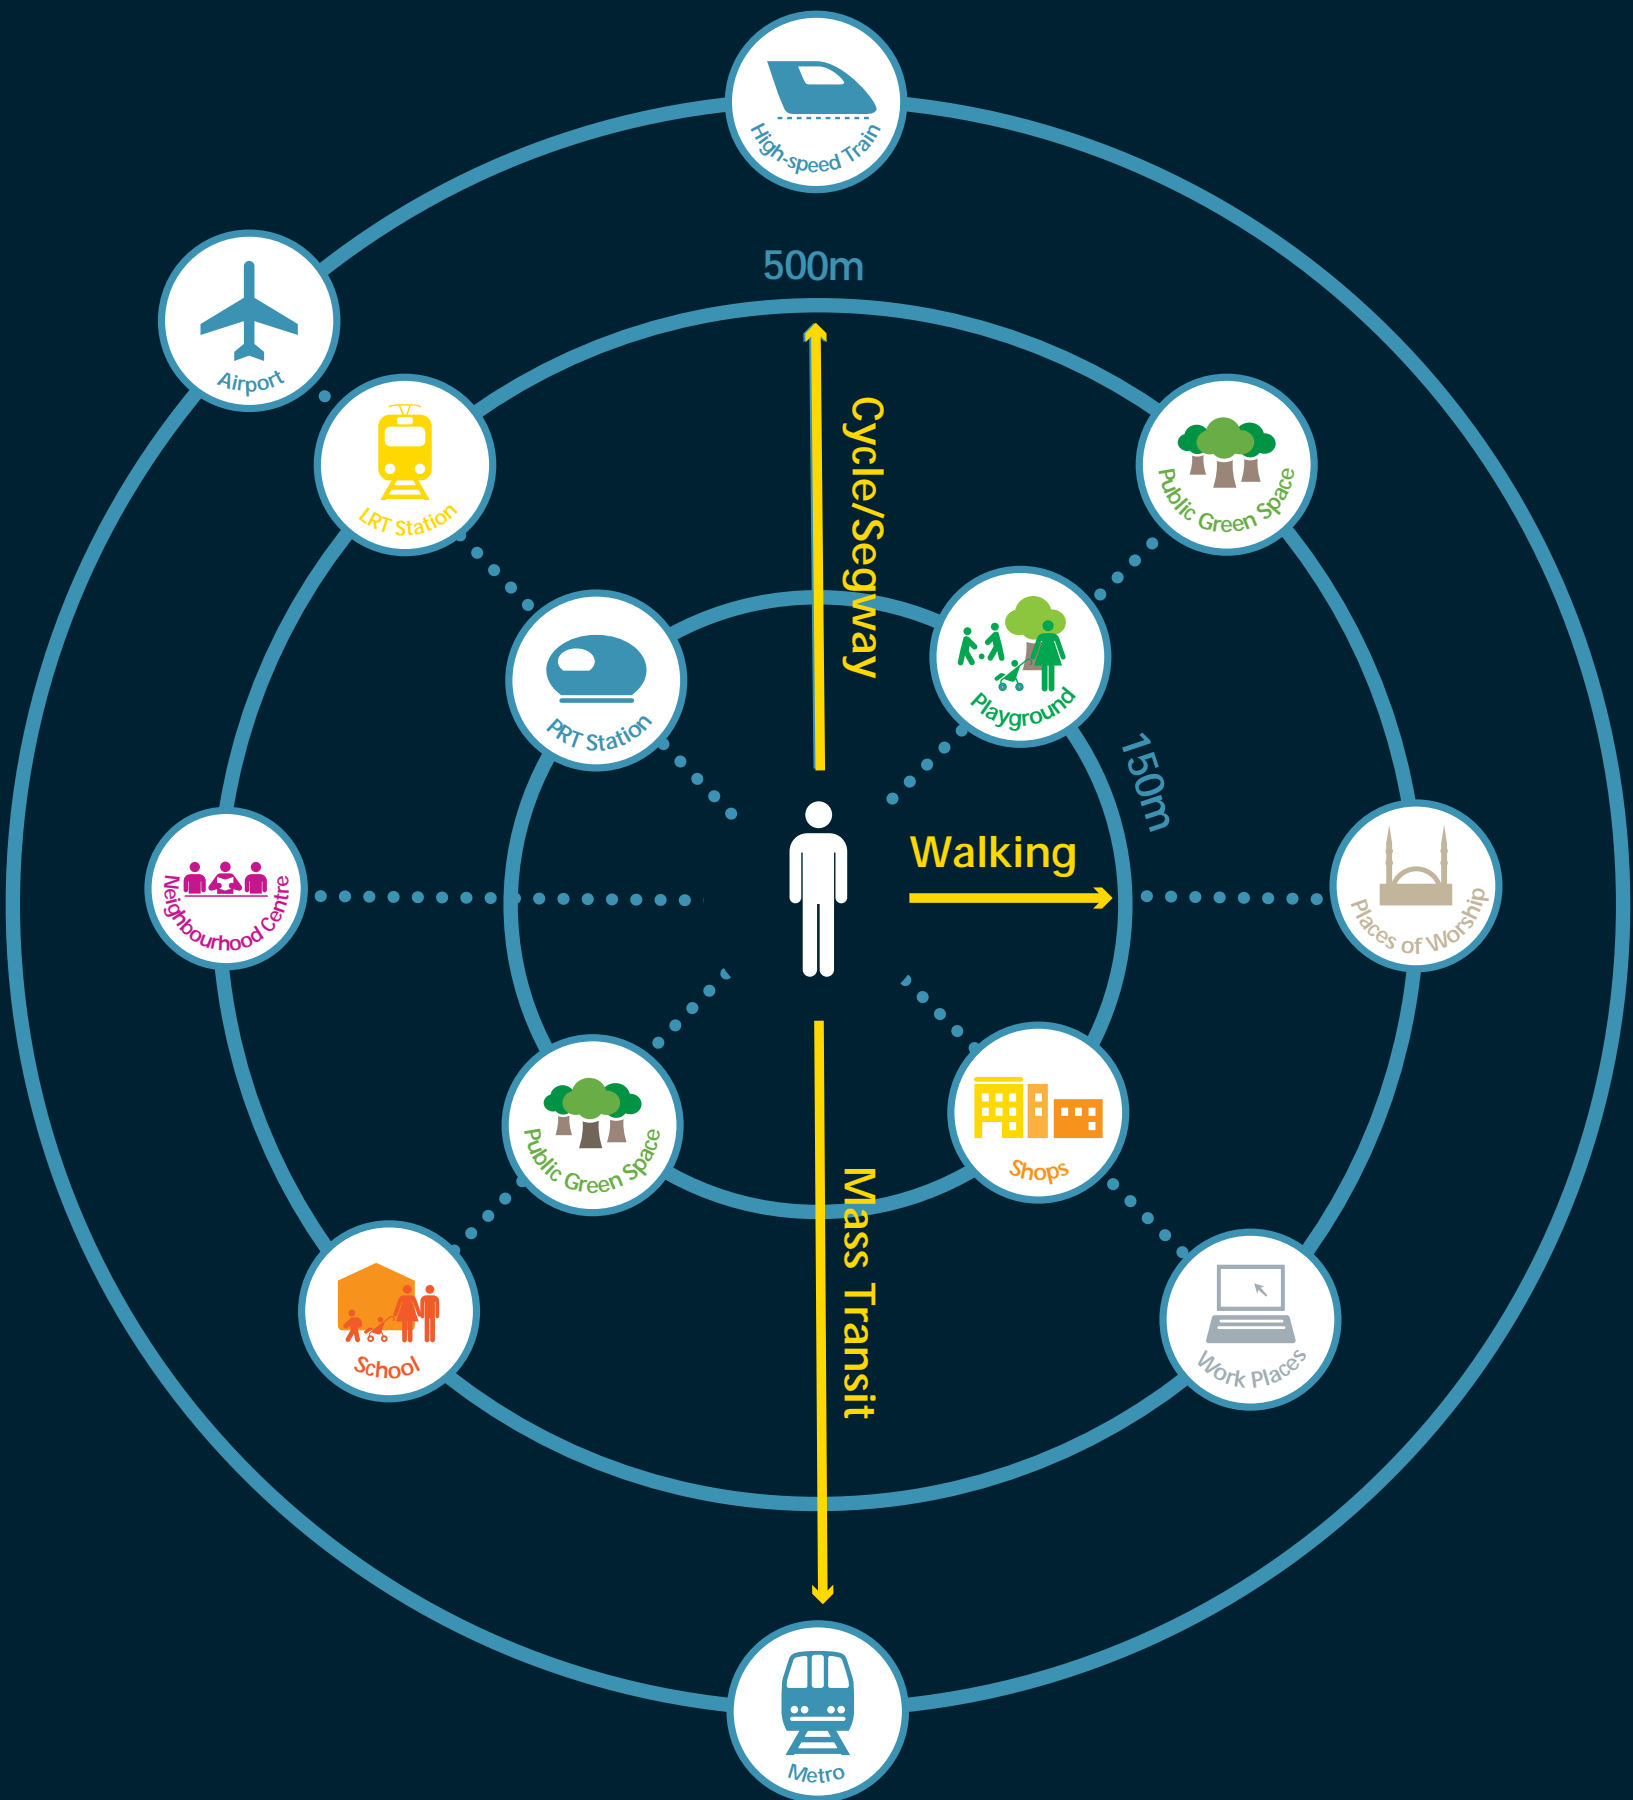 High-speed Train
500m
Airport
Cycle/Segway
LRT Station
Public Green Space
PRT Station
Playground
150m
Walking
Neighbourhood Centre
Places of Worship
Public Green Space
Shops
Mass Transit
School
Work Places
Metro